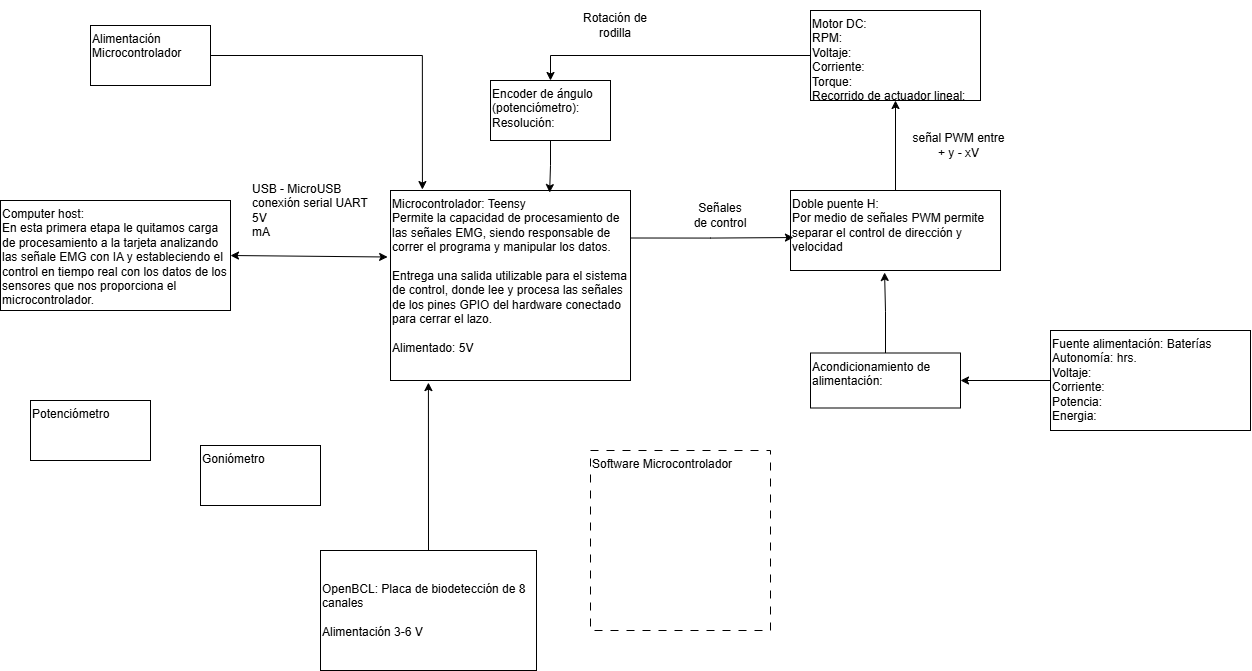 Rotación de
rodilla
Motor DC:
RPM:
Voltaje:
Corriente:
Torque:
Recorrido de actuador lineal:
Alimentación
Microcontrolador
Encoder de ángulo
(potenciómetro):
Resolución:
señal PWM entre
+ y - xV
USB - MicroUSB
conexión serial UART
5V
mA
Computer host:
En esta primera etapa le quitamos carga
de procesamiento a la tarjeta analizando
las señale EMG con IA y estableciendo el
control en tiempo real con los datos de los
sensores que nos proporciona el
microcontrolador.
Microcontrolador: Teensy
Permite la capacidad de procesamiento de
las señales EMG, siendo responsable de
correr el programa y manipular los datos.
Entrega una salida utilizable para el sistema
de control, donde lee y procesa las señales
de los pines GPIO del hardware conectado
para cerrar el lazo.
Alimentado: 5V
Señales
de control
Doble puente H:
Por medio de señales PWM permite
separar el control de dirección y
velocidad
Acondicionamiento de
alimentación:
Fuente alimentación: Baterías
Autonomía: hrs.
Voltaje:
Corriente:
Potencia:
Energia:
Potenciómetro
Goniómetro
Software Microcontrolador
OpenBCL: Placa de biodetección de 8
canales
Alimentación 3-6 V